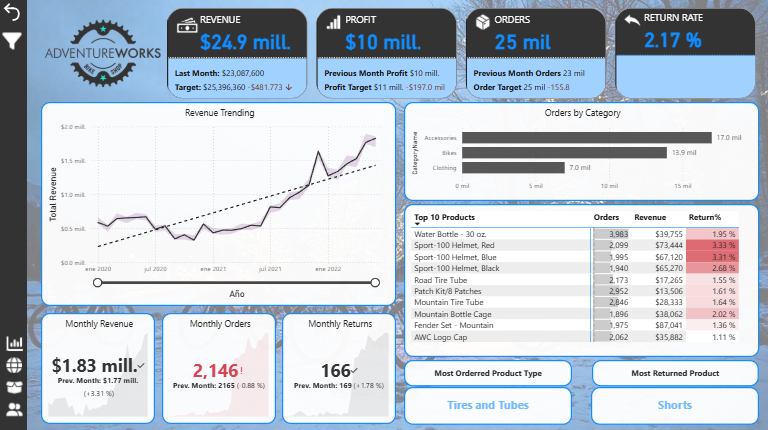 ADVENTUREWORKS
BIKE SHOP
REVENUE
$24.9 mill.
Last Month: $23,087,600
Target: $25,396,360 -$481.773 ↓
PROFIT
$10 mill.
Previous Month Profit $10 mill.
Profit Target $11 mill. -$197.0 mil
ORDERS
25 mil
Previous Month Orders 23 mil
Order Target 25 mil -155.8
RETURN RATE
2.17 %
Revenue Trending
Total Revenue
$2.0 mill.
$1.5 mill.
$1.0 mill.
$0.5 mill.
$0.0 mill.
ene 2020 jul 2020 ene 2021 jul 2021 ene 2022
Año
Orders by Category
CategoryName
Accessories 17.0 mil
Bikes 13.9 mil
Clothing 7.0 mil
0 mil 5 mil 10 mil 15 mil
Top 10 Products Orders Revenue Return%
Water Bottle - 30 oz. 3,983 $39,755 1.95 %
Sport-100 Helmet, Red 2,099 $73,444 3.33 %
Sport-100 Helmet, Blue 1,995 $67,120 3.31 %
Sport-100 Helmet, Black 1,940 $65,270 2.68 %
Road Tire Tube 2,173 $17,265 1.55 %
Patch Kit/8 Patches 2,952 $13,506 1.61 %
Mountain Tire Tube 2,846 $28,333 1.64 %
Mountain Bottle Cage 1,896 $38,062 2.02 %
Fender Set - Mountain 1,975 $87,041 1.36 %
AWC Logo Cap 2,062 $35,882 1.11 %
Monthly Revenue
$1.83 mill.
Prev. Month: $1.77 mill.
(+3.31 %)
Monthly Orders
2,146!
Prev. Month: 2165 (-0.88 %)
Monthly Returns
166
Prev. Month: 169 (+1.78 %)
Most Orderred Product Type
Tires and Tubes
Most Returned Product
Shorts